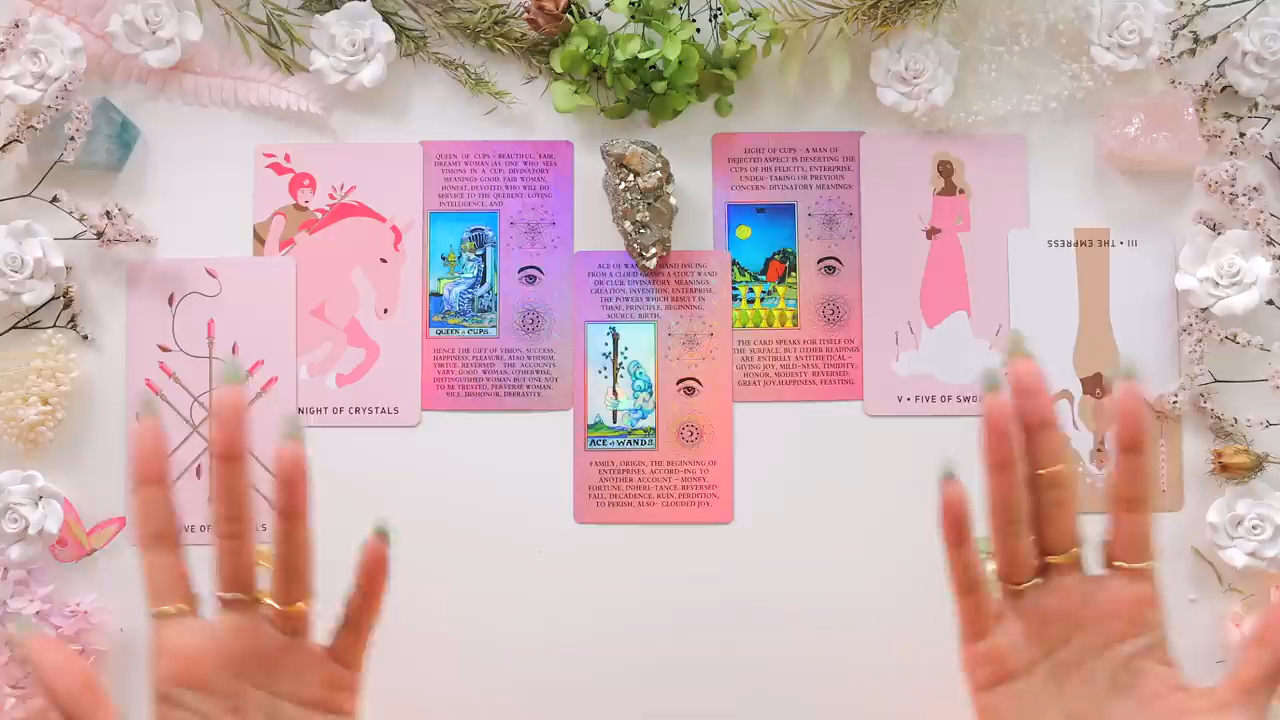 NIGHT OF CRYSTALS
QUEEN OF CUPS - BEAUTIFUL, FAIR,
DREAMY WOMAN (AS ONE WHO SEES
VISIONS IN A CUP). DIVINATORY
MEANINGS: GOOD, FAIR WOMAN,
HONEST, DEVOTED, WHO WILL DO
SERVICE TO THE QUERENT, LOVING
INTELLIGENCE, AND
QUEEN of CUPS.
HENCE THE GIFT OF VISION, SUCCESS,
HAPPINESS, PLEASURE, ALSO WISDOM,
VIRTUE. REVERSED: THE ACCOUNTS
VARY; GOOD WOMAN, OTHERWISE,
DISTINGUISHED WOMAN BUT ONE NOT
TO BE TRUSTED, PERVERSE WOMAN,
VICE, DISHONOR, DEPRAVITY.
ACE OF WAN HAND ISSUING
FROM A CLOUD GRASPS A STOUT WAND
OR CLUB. DIVINATORY MEANINGS:
CREATION, INVENTION, ENTERPRISE,
THE POWERS WHICH RESULT IN
THESE, PRINCIPLE, BEGINNING,
SOURCE, BIRTH,
ACE of WANDS.
FAMILY, ORIGIN, THE BEGINNING OF
ENTERPRISES, ACCORD-ING TO
ANOTHER ACCOUNT - MONEY,
FORTUNE, INHERI-TANCE. REVERSED
FALL, DECADENCE, RUIN, PERDITION,
TO PERISH, ALSO- CLOUDED JOY.
EIGHT OF CUPS - A MAN OF
DEJECTED ASPECT IS DESERTING THE
CUPS OF HIS FELICITY, ENTERPRISE,
UNDER-TAKING OR PREVIOUS
CONCERN. DIVINATORY MEANINGS:
VIII
THE CARD SPEAKS FOR ITSELF ON
THE SURFACE, BUT OTHER READINGS
ARE ENTIRELY ANTITHETICAL -
GIVING JOY, MILD-NESS, TIMIDITY,
HONOR, MODESTY. REVERSED:
GREAT JOY, HAPPINESS, FEASTING.
V • FIVE OF SWO
III • THE EMPRESS
VE OF LS